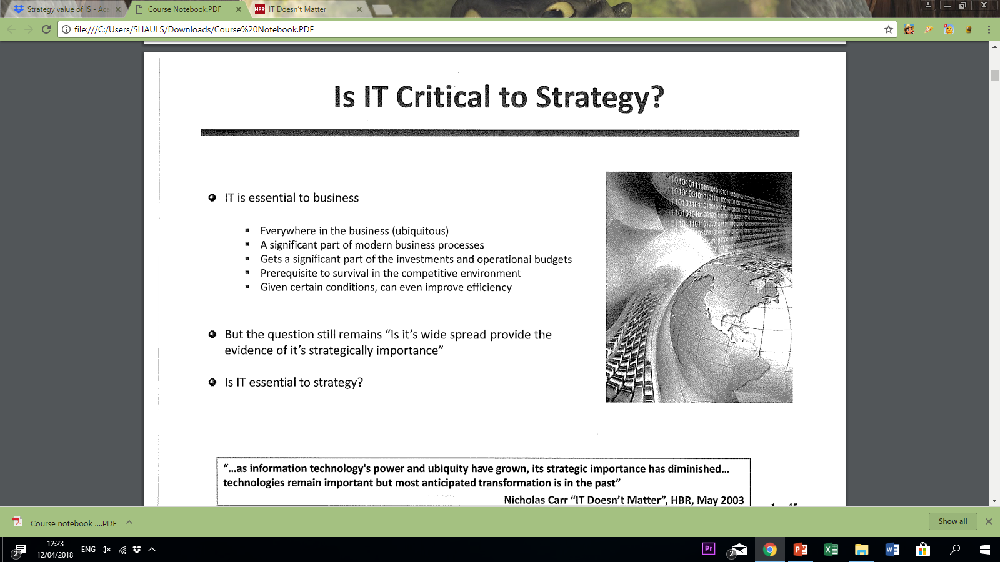 Strategy value of IS - Aca
Course Notebook.PDF
HBR IT Doesn't Matter
file:///C:/Users/SHAULS/Downloads/Course%20Notebook.PDF
Is IT Critical to Strategy?
IT is essential to business
Everywhere in the business (ubiquitous)
A significant part of modern business processes
Gets a significant part of the investments and operational budgets
Prerequisite to survival in the competitive environment
Given certain conditions, can even improve efficiency
But the question still remains “Is it’s wide spread provide the
evidence of it’s strategically importance”
Is IT essential to strategy?
“...as information technology's power and ubiquity have grown, its strategic importance has diminished...
technologies remain important but most anticipated transformation is in the past”
Nicholas Carr “IT Doesn’t Matter”, HBR, May 2003
15
Course notebook ....PDF
Show all
2
12:23
12/04/2018
ENG
Pr
2